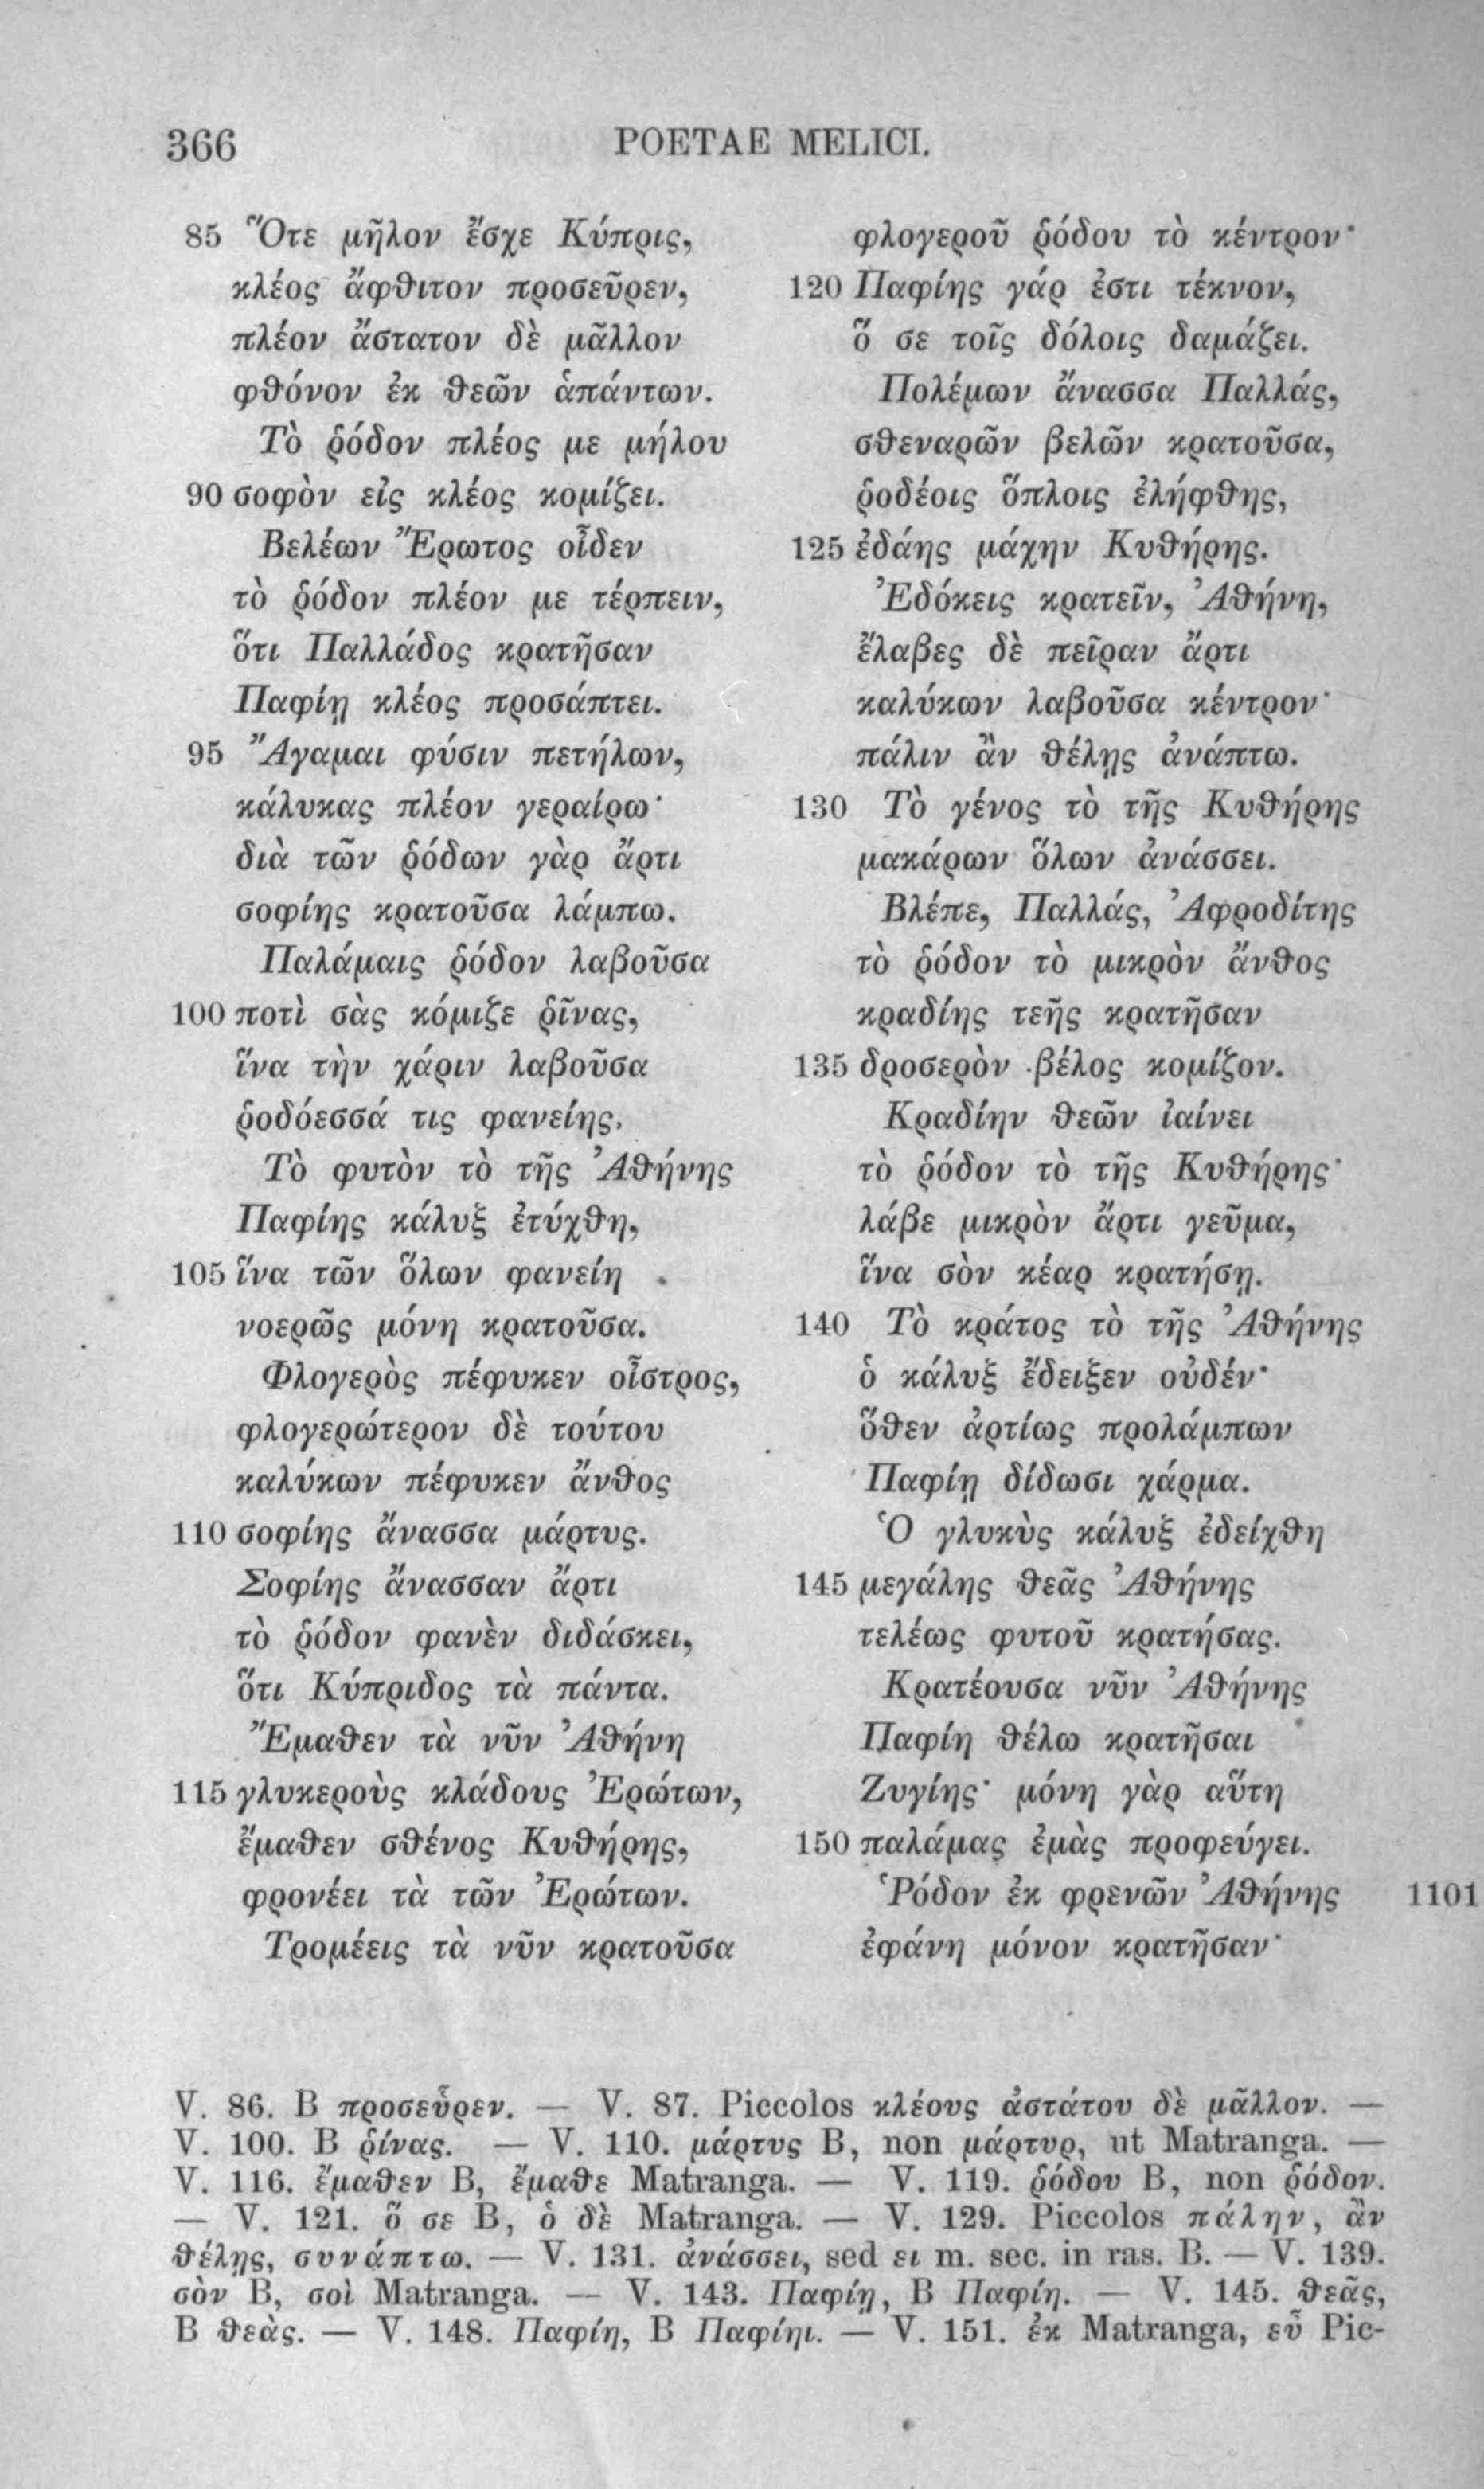 366 POETAE MELICI.
85 Ὅτε μῆλον ἔσχε Κύπρις,
κλέος ἄφθιτον προσεῦρεν,
πλέον ἄστατον δὲ μᾶλλον
φθόνον ἐκ θεῶν ἁπάντων.
Τὸ ῥόδον πλέος με μήλου
90 σοφὸν εἰς κλέος κομίζει.
Βελέων Ἔρωτος οἶδεν
τὸ ῥόδον πλέον με τέρπειν,
ὅτι Παλλάδος κρατῆσαν
Παφίῃ κλέος προσάπτει.
95 Ἄγαμαι φύσιν πετήλων,
κάλυκας πλέον γεραίρω·
διὰ τῶν ῥόδων γὰρ ἄρτι
σοφίης κρατοῦσα λάμπω.
Παλάμαις ῥόδον λαβοῦσα
100 ποτὶ σὰς κόμιζε ῥῖνας,
ἵνα τὴν χάριν λαβοῦσα
ῥοδόεσσά τις φανείης.
Τὸ φυτὸν τὸ τῆς Ἀθήνης
Παφίης κάλυξ ἐτύχθη,
105 ἵνα τῶν ὅλων φανείη
νοερῶς μόνη κρατοῦσα.
Φλογερὸς πέφυκεν οἶστρος,
φλογερώτερον δὲ τούτου
καλύκων πέφυκεν ἄνθος
110 σοφίης ἄνασσα μάρτυς.
Σοφίης ἄνασσαν ἄρτι
τὸ ῥόδον φανὲν διδάσκει,
ὅτι Κύπριδος τὰ πάντα.
Ἔμαθεν τὰ νῦν Ἀθήνη
115 γλυκεροὺς κλάδους Ἐρώτων,
ἔμαθεν σθένος Κυθήρης,
φρονέει τὰ τῶν Ἐρώτων.
Τρομέεις τὰ νῦν κρατοῦσα
φλογεροῦ ῥόδου τὸ κέντρον·
120 Παφίης γάρ ἐστι τέκνον,
ὅ σε τοῖς δόλοις δαμάζει.
Πολέμων ἄνασσα Παλλάς,
σθεναρῶν βελῶν κρατοῦσα,
ῥοδέοις ὅπλοις ἐλήφθης,
125 ἐδάης μάχην Κυθήρης.
Ἐδόκεις κρατεῖν, Ἀθήνη,
ἔλαβες δὲ πεῖραν ἄρτι
καλύκων λαβοῦσα κέντρον·
πάλιν ἂν θέλῃς ἀνάπτω.
130 Τὸ γένος τὸ τῆς Κυθήρης
μακάρων ὅλων ἀνάσσει.
Βλέπε, Παλλάς, Ἀφροδίτης
τὸ ῥόδον τὸ μικρὸν ἄνθος
κραδίης τεῆς κρατῆσαν
135 δροσερὸν βέλος κομίζον.
Κραδίην θεῶν ἰαίνει
τὸ ῥόδον τὸ τῆς Κυθήρης·
λάβε μικρὸν ἄρτι γεῦμα,
ἵνα σὸν κέαρ κρατήσῃ.
140 Τὸ κράτος τὸ τῆς Ἀθήνης
ὁ κάλυξ ἔδειξεν οὐδέν·
ὅθεν ἀρτίως προλάμπων
Παφίῃ δίδωσι χάρμα.
Ὁ γλυκὺς κάλυξ ἐδείχθη
145 μεγάλης θεᾶς Ἀθήνης
τελέως φυτοῦ κρατήσας.
Κρατέουσα νῦν Ἀθήνης
Παφίη θέλω κρατῆσαι
Ζυγίης· μόνη γὰρ αὕτη
150 παλάμας ἐμὰς προφεύγει.
Ῥόδον ἐκ φρενῶν Ἀθήνης 1101
ἐφάνη μόνον κρατῆσαν·
V. 86. B προσεὗρεν. — V. 87. Piccolos κλέους ἀστάτου δὲ μᾶλλον. —
V. 100. B ῥίνας. — V. 110. μάρτυς B, non μάρτυρ, ut Matranga. —
V. 116. ἔμαθεν B, ἔμαθε Matranga. — V. 119. ῥόδου B, non ῥόδον.
— V. 121. ὅ σε B, ὁ δὲ Matranga. — V. 129. Piccolos πάλην, ἂν
θέλῃς, συνάπτω. — V. 131. ἀνάσσει, sed ει m. sec. in ras. B. — V. 139.
σὸν B, σοὶ Matranga. — V. 143. Παφίῃ, B Παφίη. — V. 145. θεᾶς,
B θεὰς. — V. 148. Παφίη, B Παφίηι. — V. 151. ἐκ Matranga, εὖ Pic-